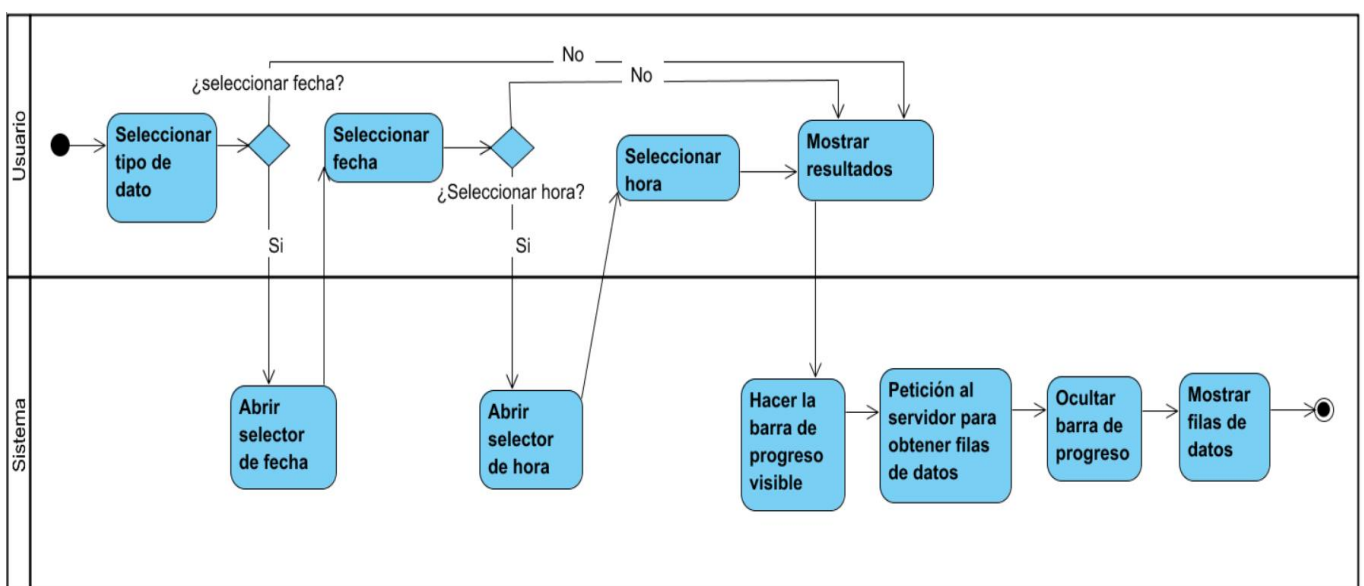 Usuario
¿seleccionar fecha?
No
No
Seleccionar
tipo de
dato
Seleccionar
fecha
¿Seleccionar hora?
Seleccionar
hora
Mostrar
resultados
Si
Si
Sistema
Abrir
selector
de fecha
Abrir
selector
de hora
Hacer la
barra de
progreso
visible
Petición al
servidor para
obtener filas
de datos
Ocultar
barra de
progreso
Mostrar
filas de
datos